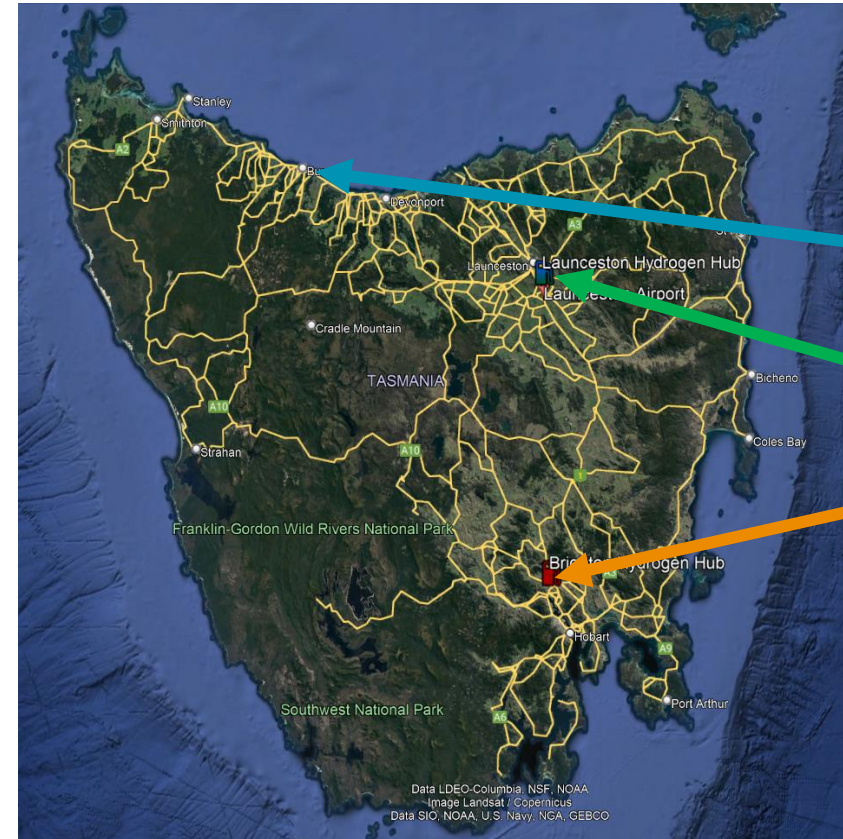 Stanley
Smithton
A2
Devonport
A3
Launceston
Launceston Hydrogen Hub
Airport
Cradle Mountain
TASMANIA
Bicheno
A10
Coles Bay
Strahan
A10
1
Franklin-Gordon Wild Rivers National Park
Hydrogen Hub
Hobart
A9
Southwest National Park
Port Arthur
A6
Data LDEO-Columbia, NSF, NOAA
Image Landsat / Copernicus
Data SIO, NOAA, U.S. Navy, NGA, GEBCO